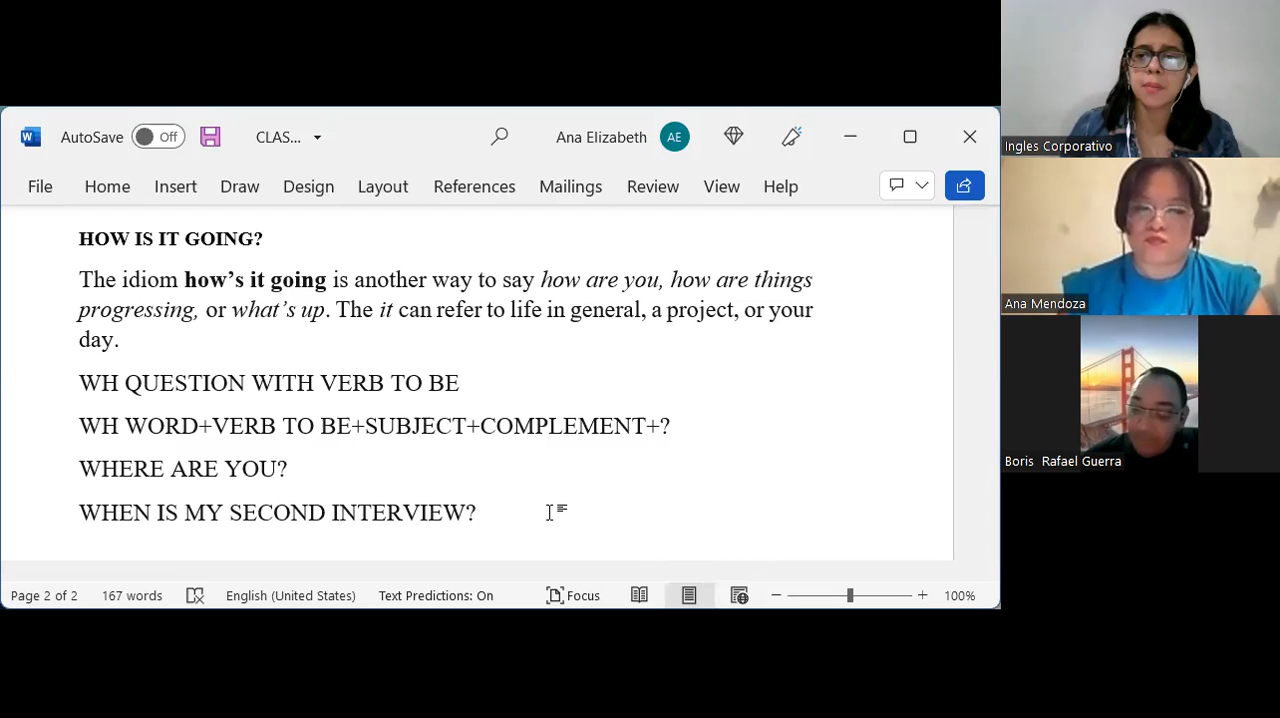 AutoSave Off CLAS... Ana Elizabeth AE
File Home Insert Draw Design Layout References Mailings Review View Help
HOW IS IT GOING?
The idiom how's it going is another way to say how are you, how are things
progressing, or what's up. The it can refer to life in general, a project, or your
day.
WH QUESTION WITH VERB TO BE
WH WORD+VERB TO BE+SUBJECT+COMPLEMENT+?
WHERE ARE YOU?
WHEN IS MY SECOND INTERVIEW?
Page 2 of 2 167 words English (United States) Text Predictions: On Focus 100%
Ingles Corporativo
Ana Mendoza
Boris Rafael Guerra